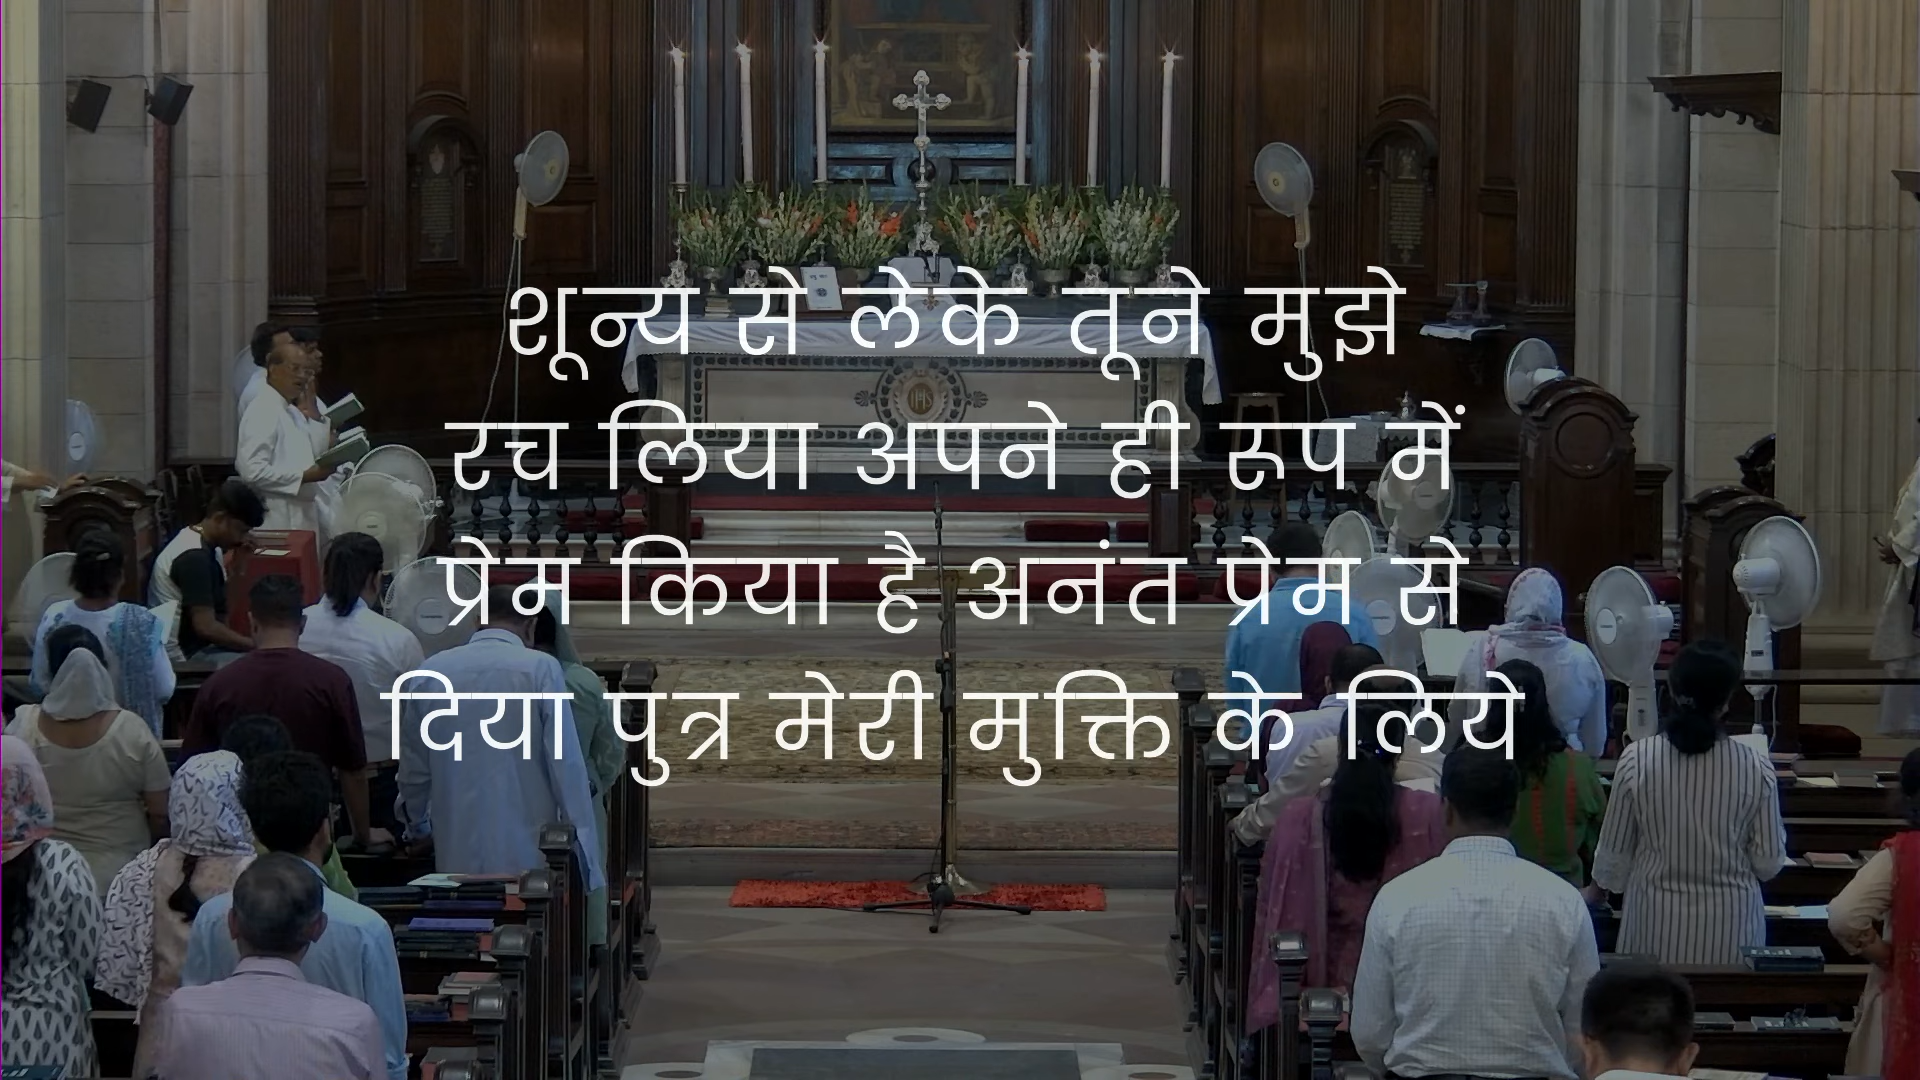 शून्य से लेके तूने मुझे
रच लिया अपने ही रूप में
प्रेम किया है अनंत प्रेम से
दिया पुत्र मेरी मुक्ति के लिये